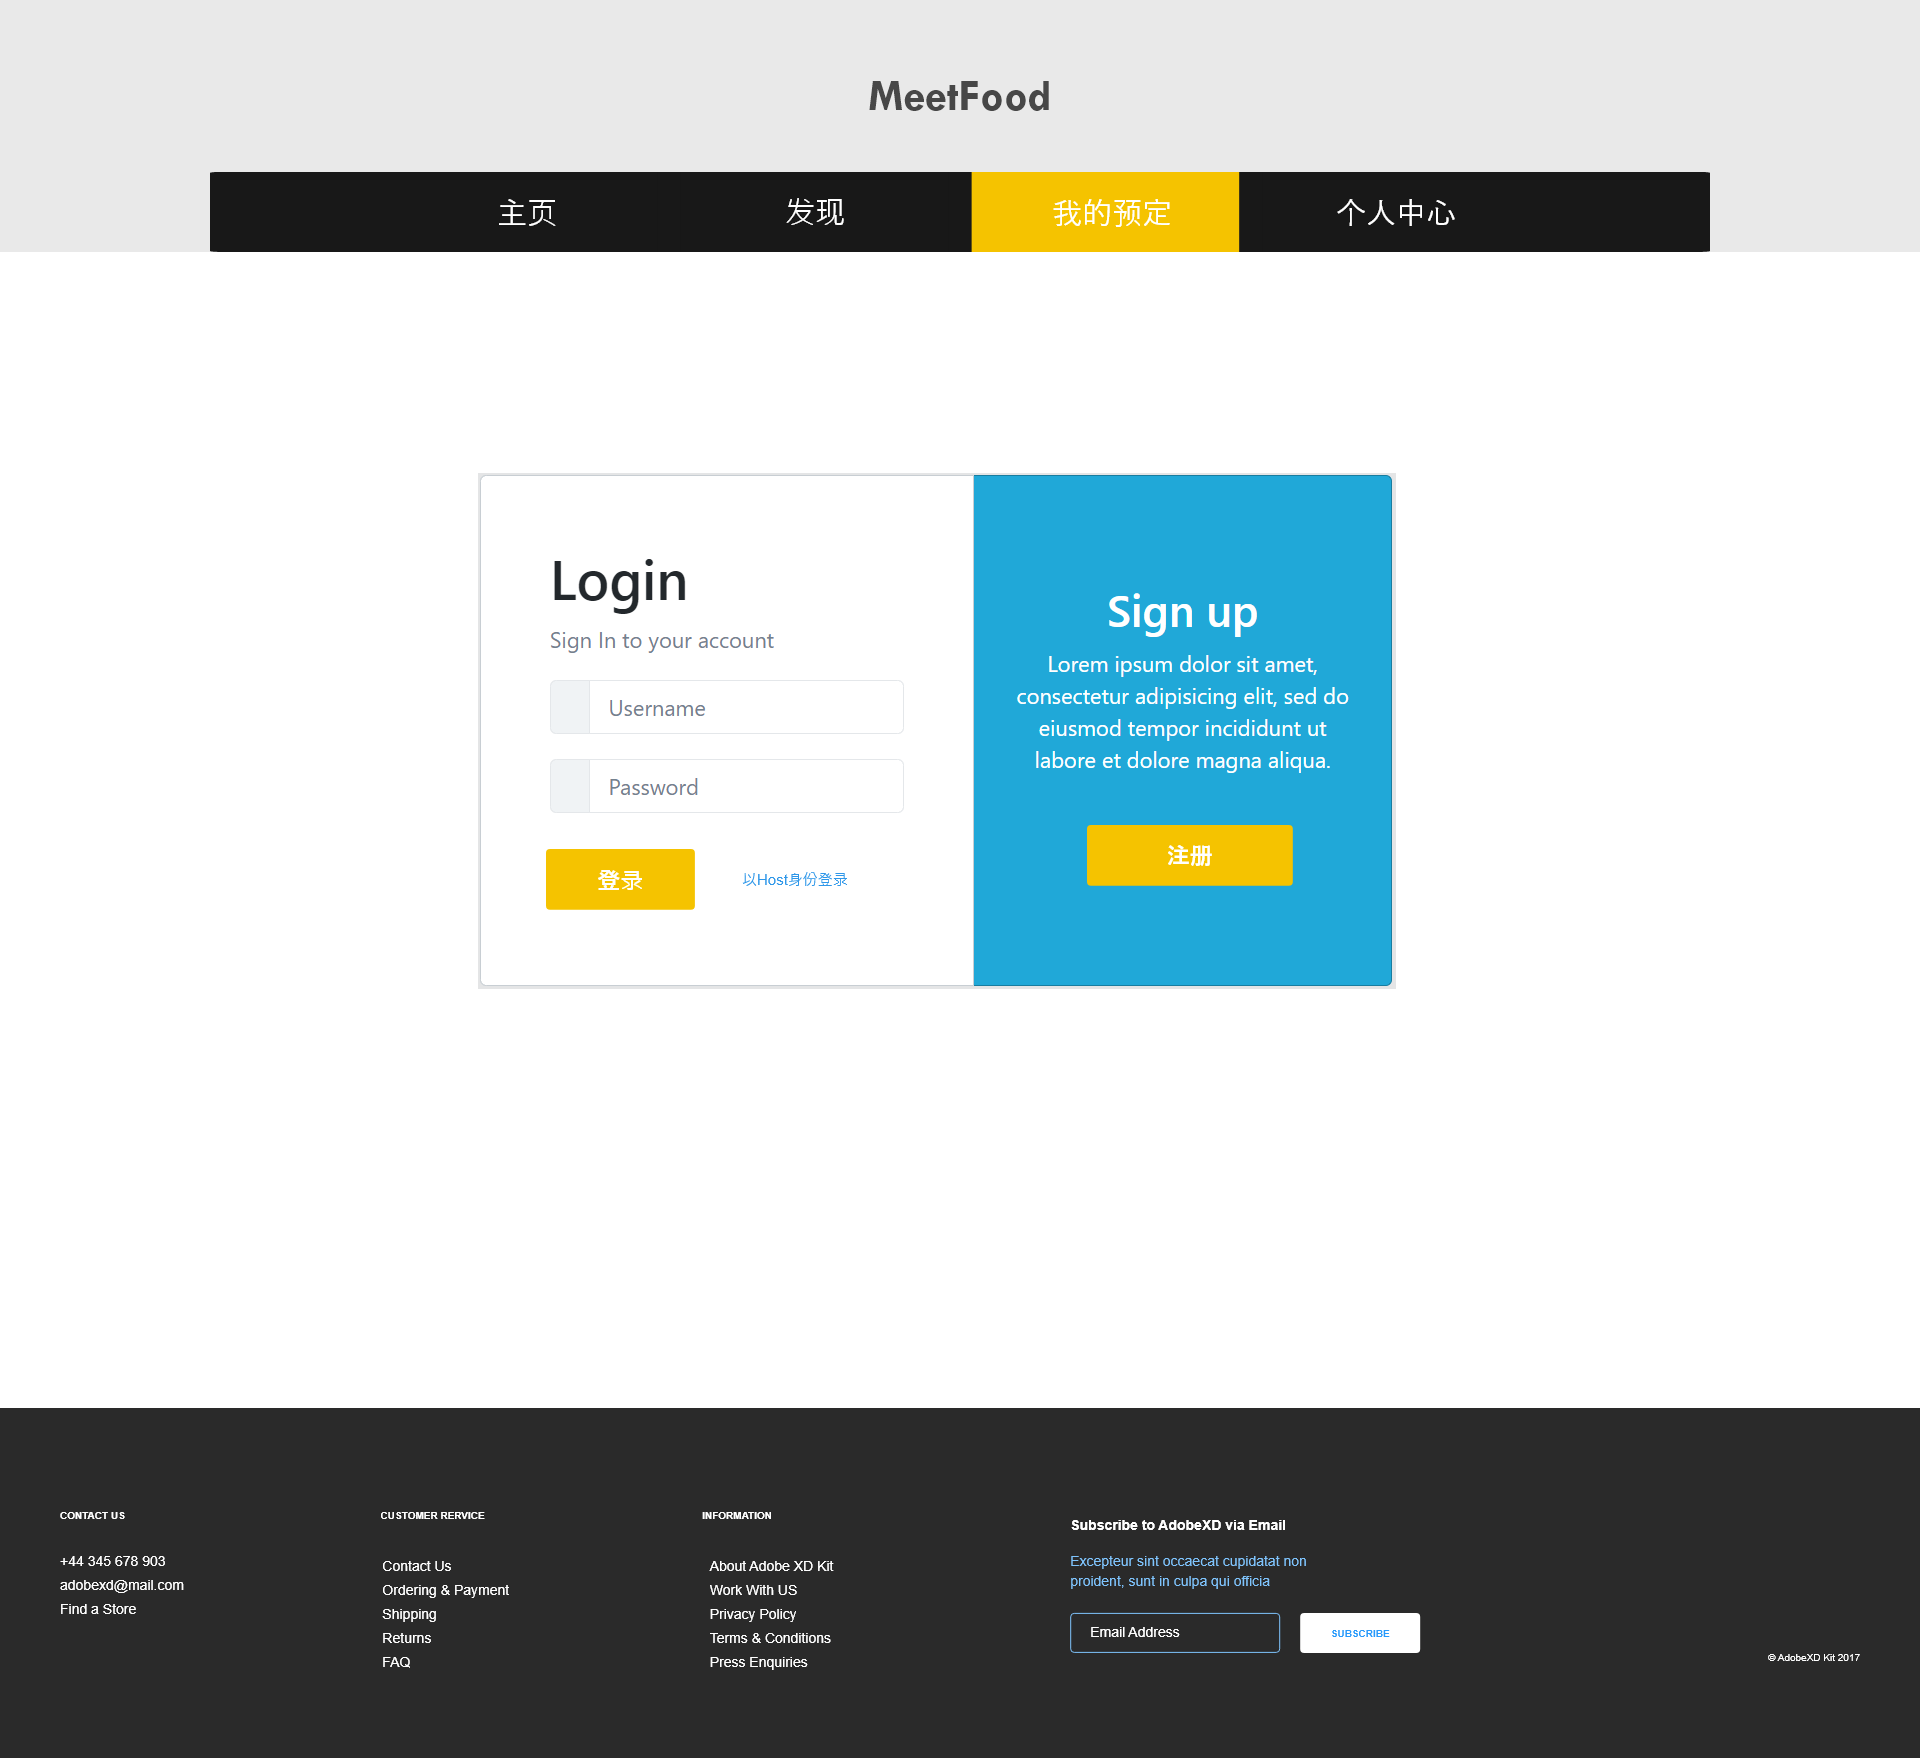 MeetFood
主页 发现 我的预定 个人中心
Login
Sign In to your account
Username
Password
登录 以Host身份登录
Sign up
Lorem ipsum dolor sit amet,
consectetur adipisicing elit, sed do
eiusmod tempor incididunt ut
labore et dolore magna aliqua.
注册
CONTACT US
+44 345 678 903
adobexd@mail.com
Find a Store
CUSTOMER RERVICE
Contact Us
Ordering & Payment
Shipping
Returns
FAQ
INFORMATION
About Adobe XD Kit
Work With US
Privacy Policy
Terms & Conditions
Press Enquiries
Subscribe to AdobeXD via Email
Excepteur sint occaecat cupidatat non
proident, sunt in culpa qui officia
Email Address SUBSCRIBE
© AdobeXD Kit 2017